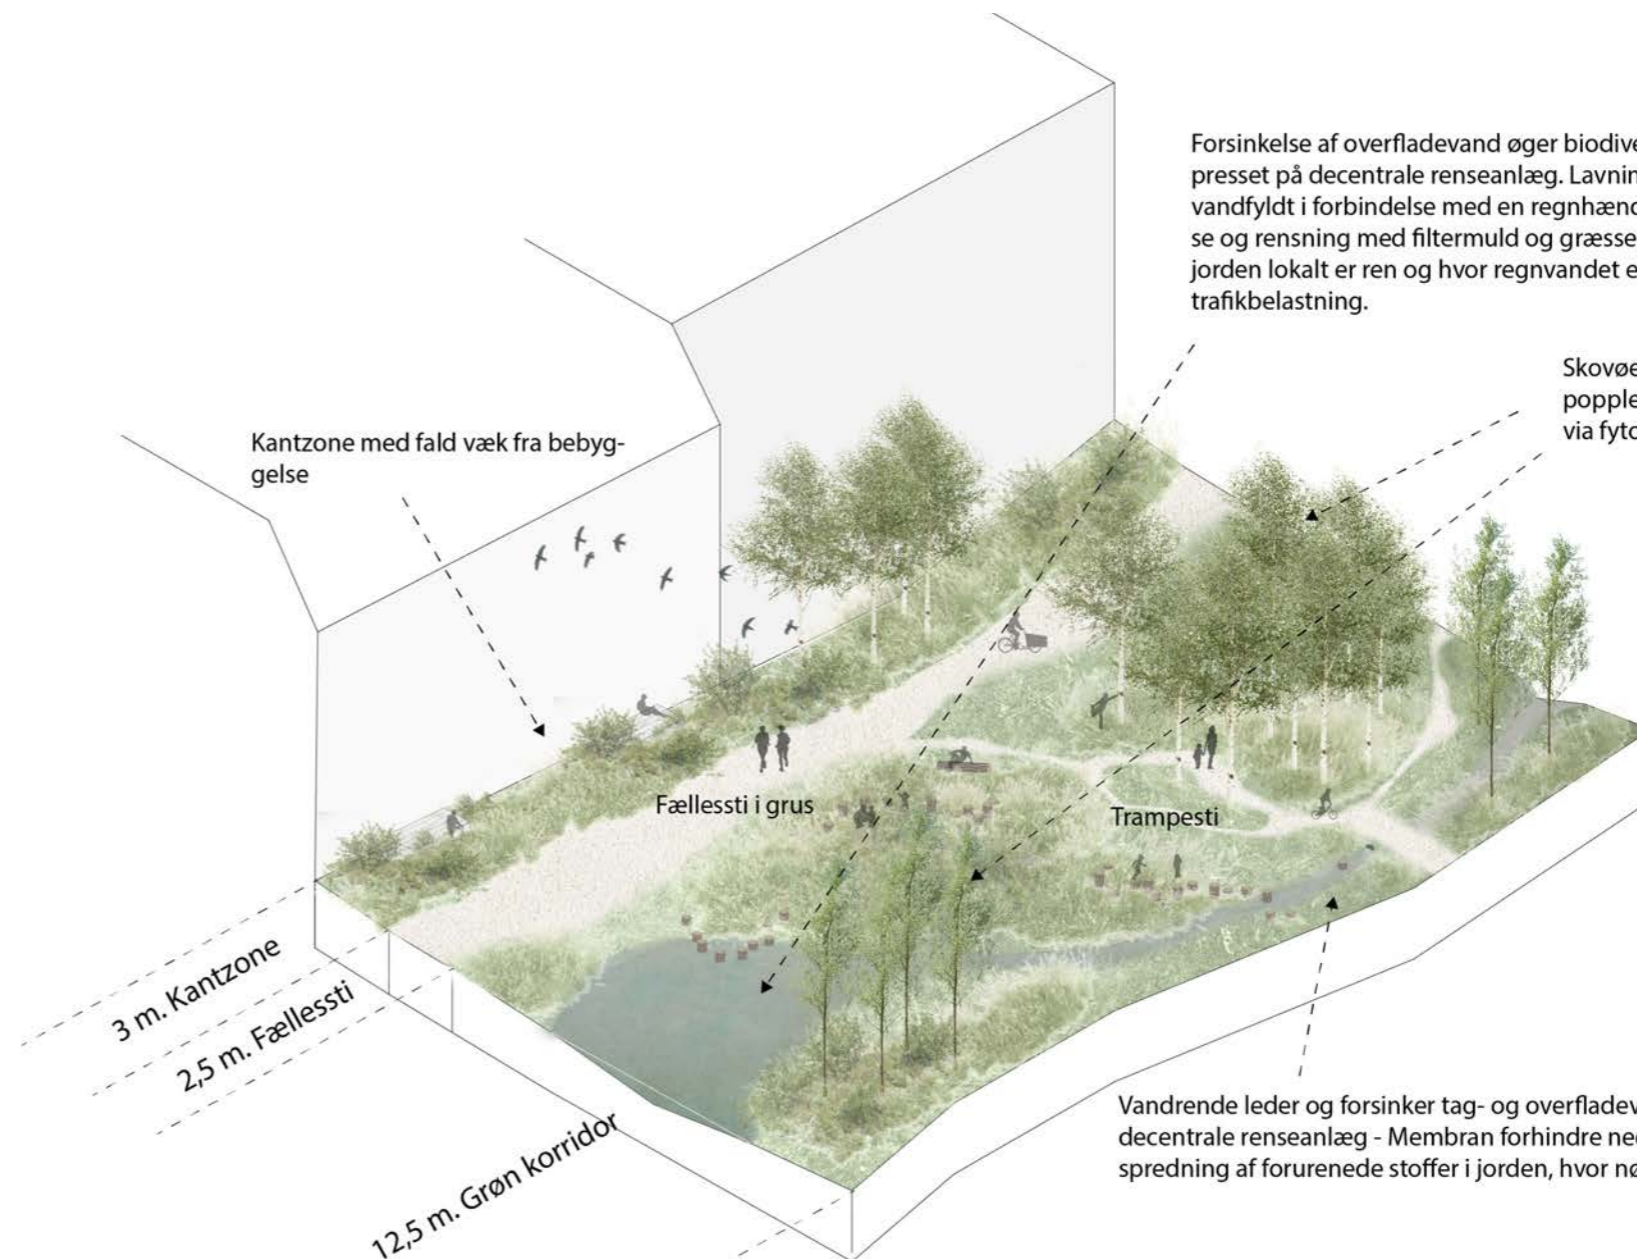 Forsinkelse af overfladevand øger biodive
presset på decentrale renseanlæg. Lavnin
vandfyldt i forbindelse med en regnhænd
se og rensning med filtermuld og græsse
jorden lokalt er ren og hvor regnvandet e
trafikbelastning.
Skovøe
popple
via fyto
Kantzone med fald væk fra bebyg-
gelse
Fællessti i grus
Trampesti
3 m. Kantzone
2,5 m. Fællessti
12,5 m. Grøn korridor
Vandrende leder og forsinker tag- og overfladev
decentrale renseanlæg - Membran forhindre ned
spredning af forurenede stoffer i jorden, hvor nø